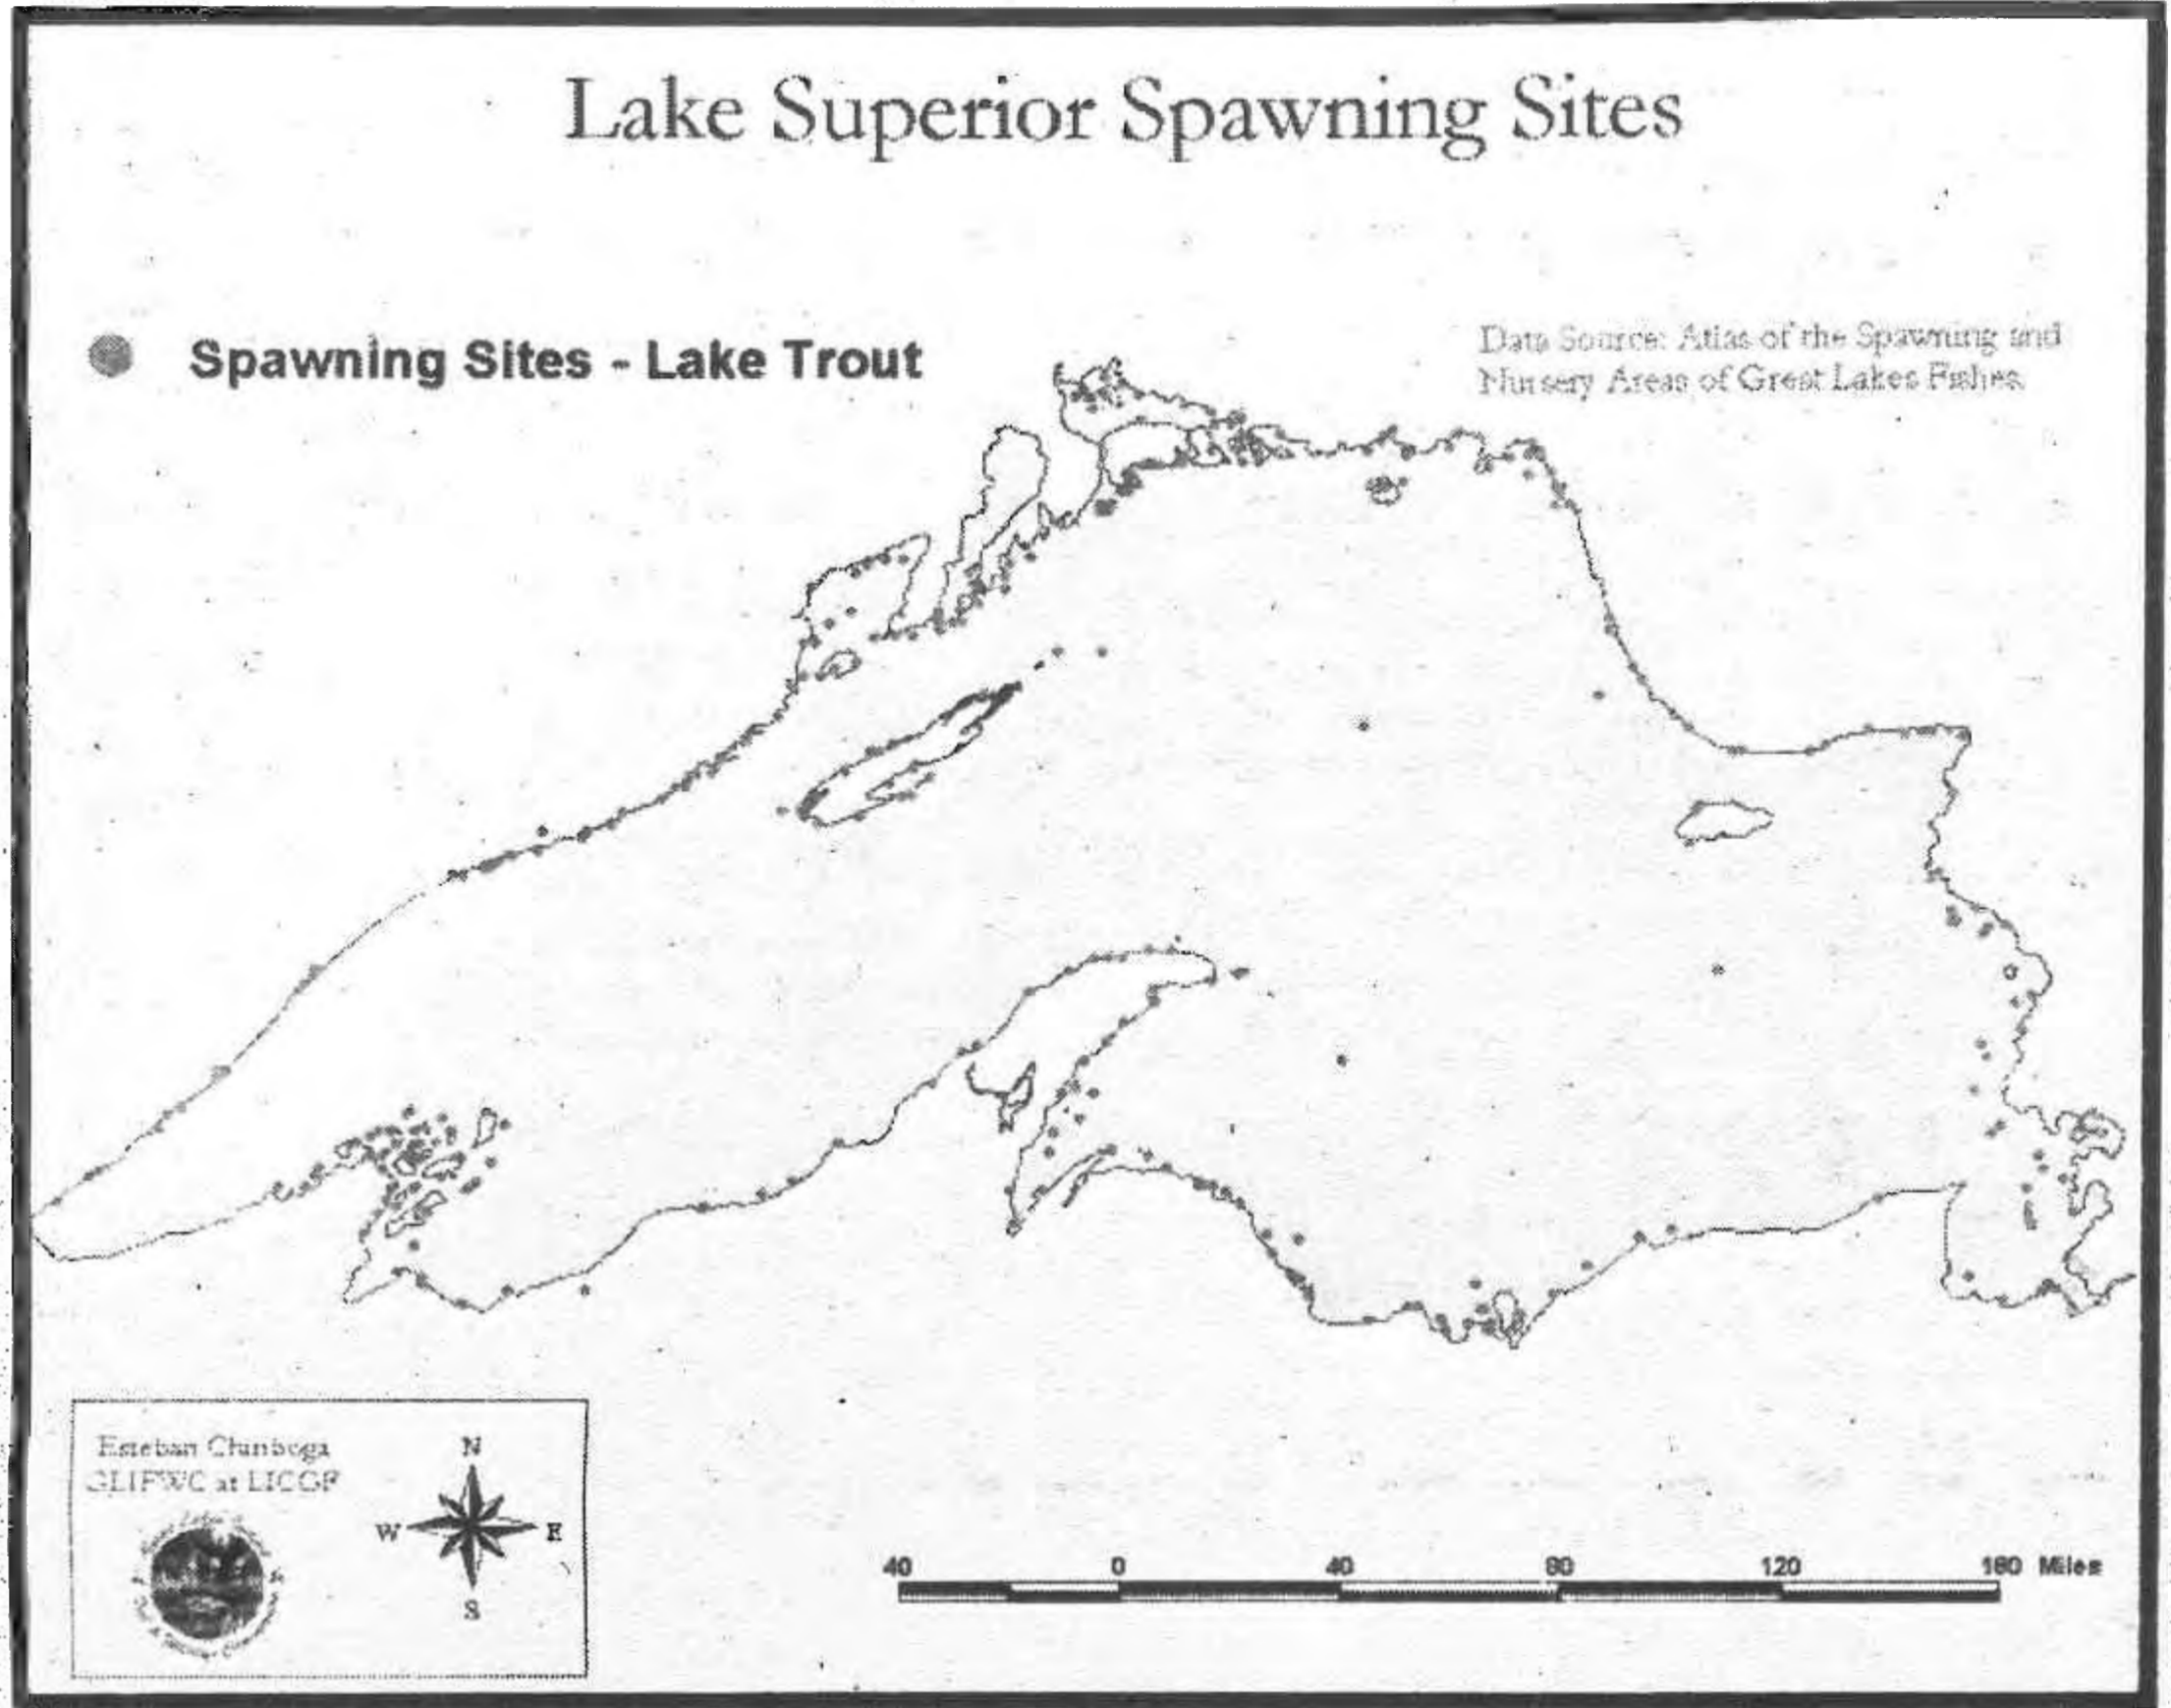 Lake Superior Spawning Sites
Spawning Sites - Lake Trout
Data Source: Atlas of the Spawning and
Nursery Areas of Great Lakes Fishes
Esteban Chiriboga
GLIFWC at LICGF
N
W E
S
40 0 40 80 120 160 Miles